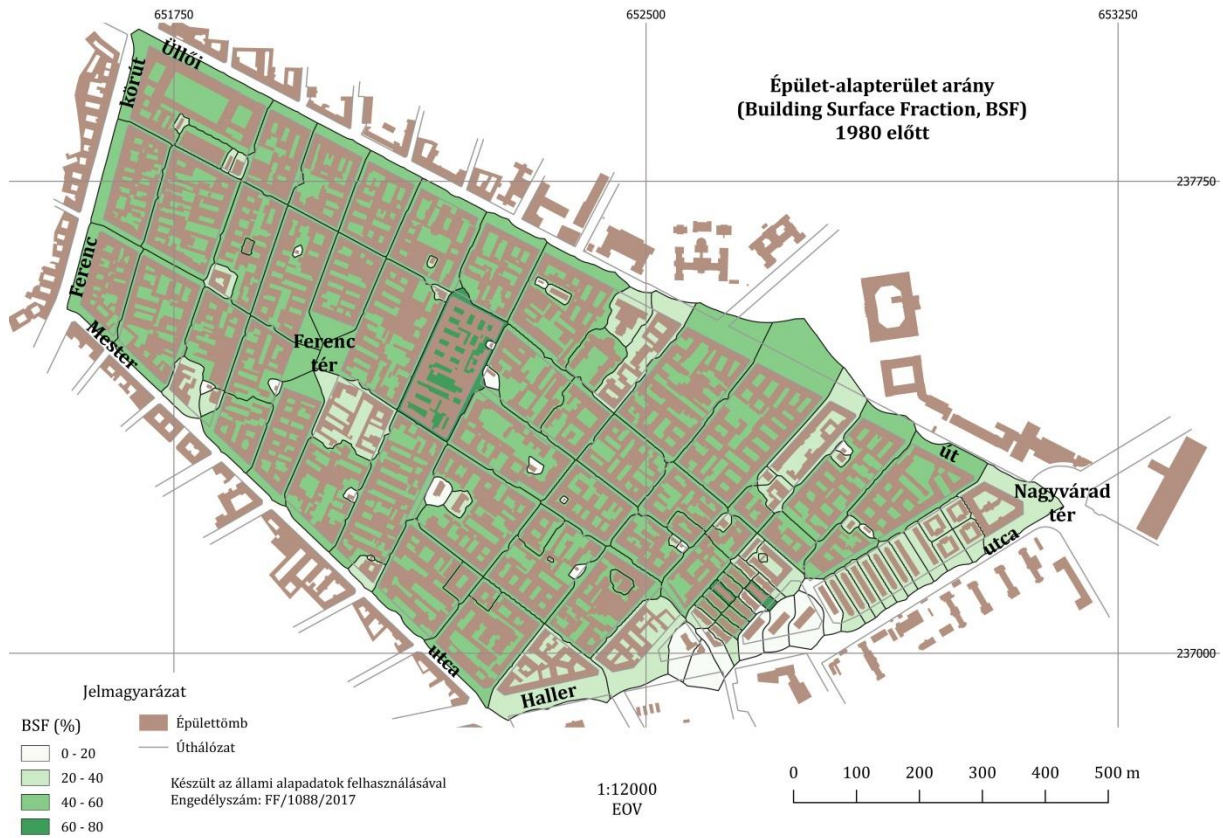 651750
652500
653250
Épület-alapterület arány
(Building Surface Fraction, BSF)
1980 előtt
Üllői
körút
237750
Ferenc
Mester
Ferenc
tér
út
Nagyvárad
tér
utca
utca
Haller
237000
Jelmagyarázat
BSF (%)
0 - 20
20 - 40
40 - 60
60 - 80
Épülettömb
Úthálózat
Készült az állami alapadatok felhasználásával
Engedélyszám: FF/1088/2017
1:12000
EOV
0 100 200 300 400 500 m